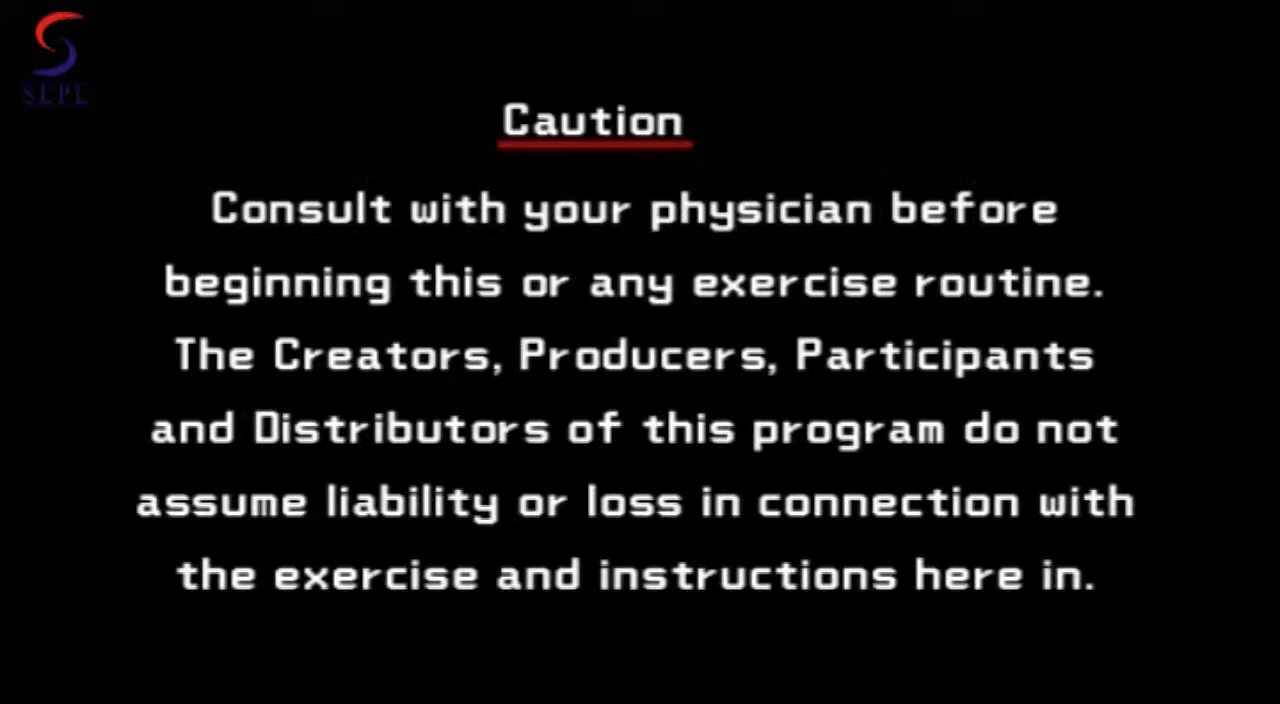 SEPL
Caution
Consult with your physician before
beginning this or any exercise routine.
The Creators, Producers, Participants
and Distributors of this program do not
assume liability or loss in connection with
the exercise and instructions here in.